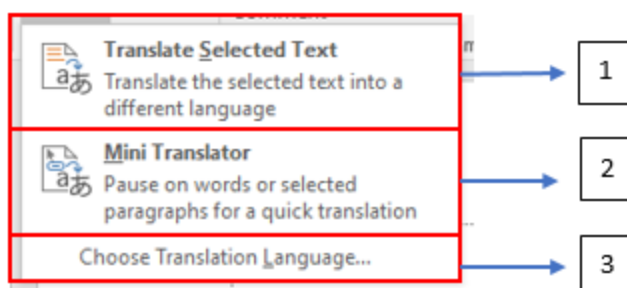 Translate Selected Text
Translate the selected text into a
different language
1
Mini Translator
Pause on words or selected
paragraphs for a quick translation
2
Choose Translation Language...
3